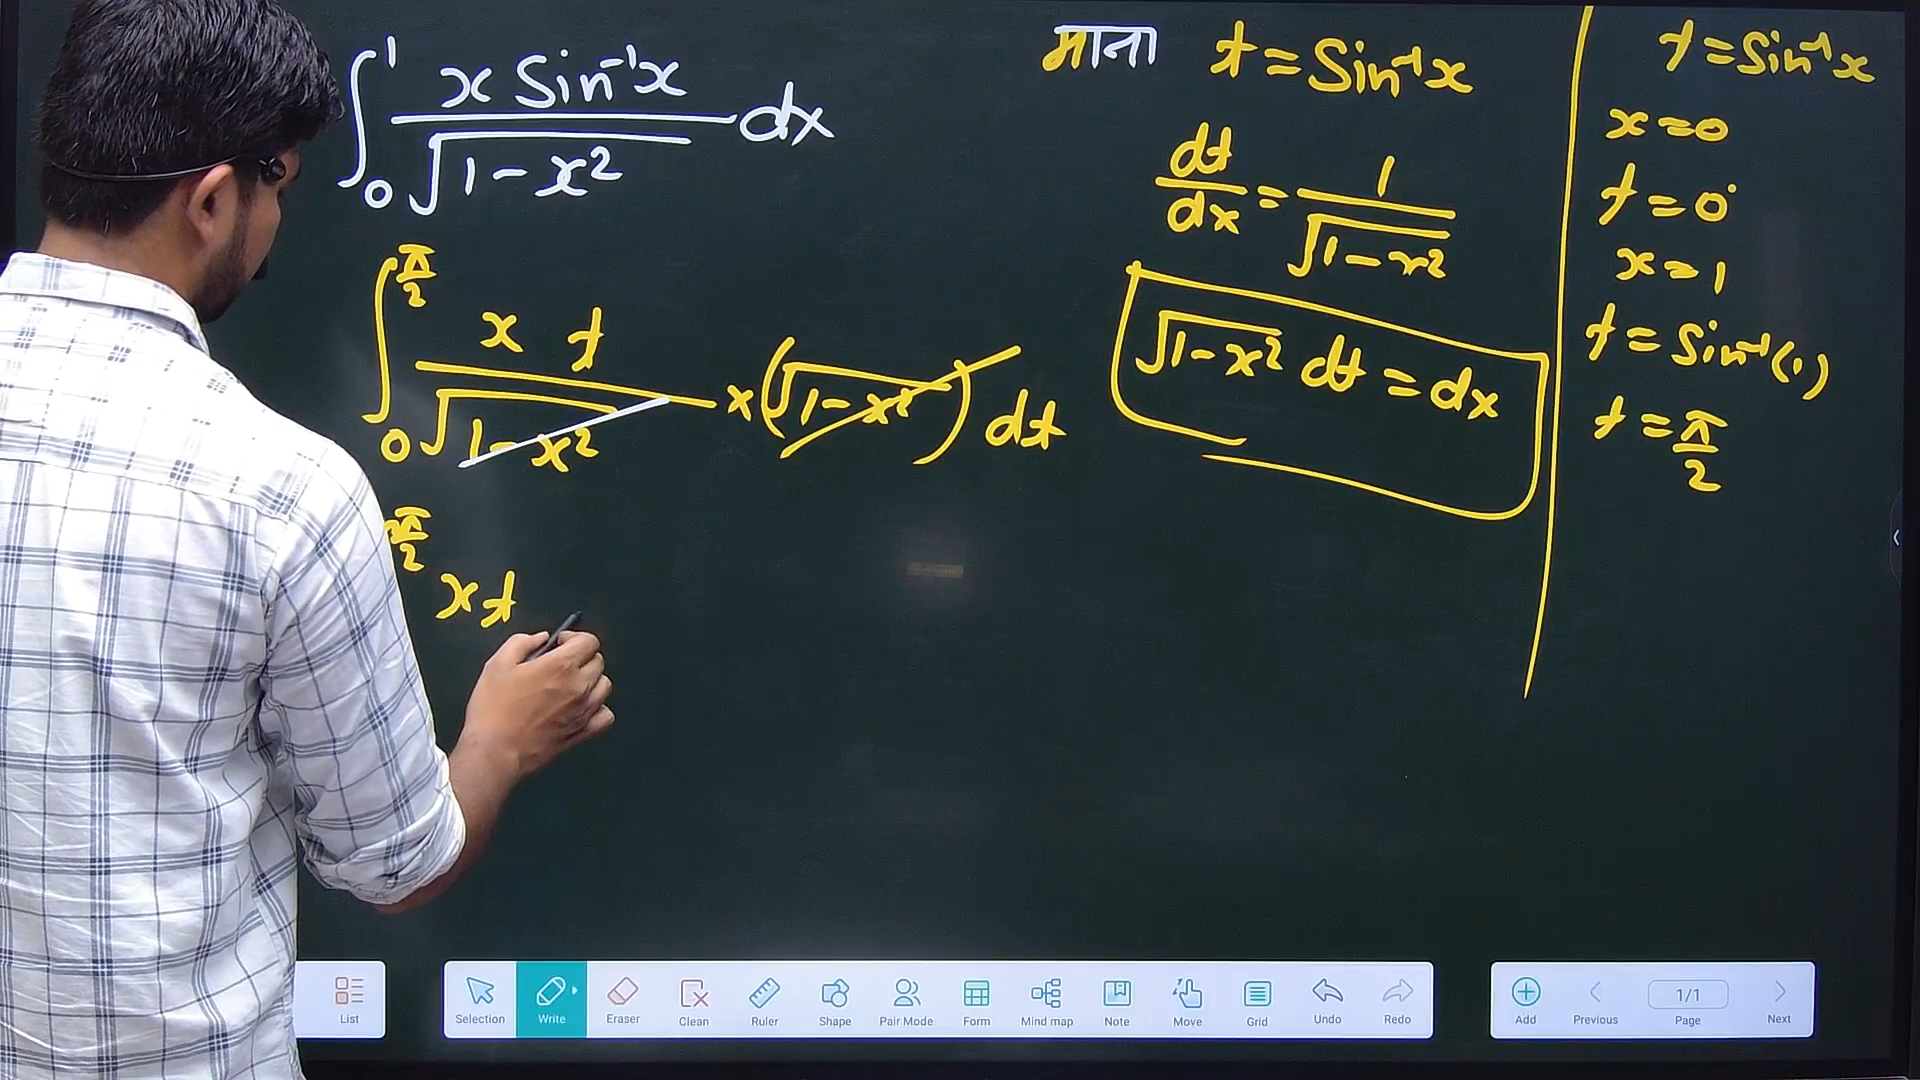 ∫₀¹ x Sin⁻¹x / √(1-x²) dx
∫₀^(π/2) x t / √(1-x²) × (√(1-x²)) dt
π/2 x t
माना t = Sin⁻¹x
dt/dx = 1/√(1-x²)
√(1-x²) dt = dx
t = Sin⁻¹x
x = 0
t = 0
x = 1
t = Sin⁻¹(1)
t = π/2
List
Selection Write Eraser Clean Ruler Shape Pair Mode Form Mind map Note Move Grid Undo Redo
1/1
Add Previous Page Next